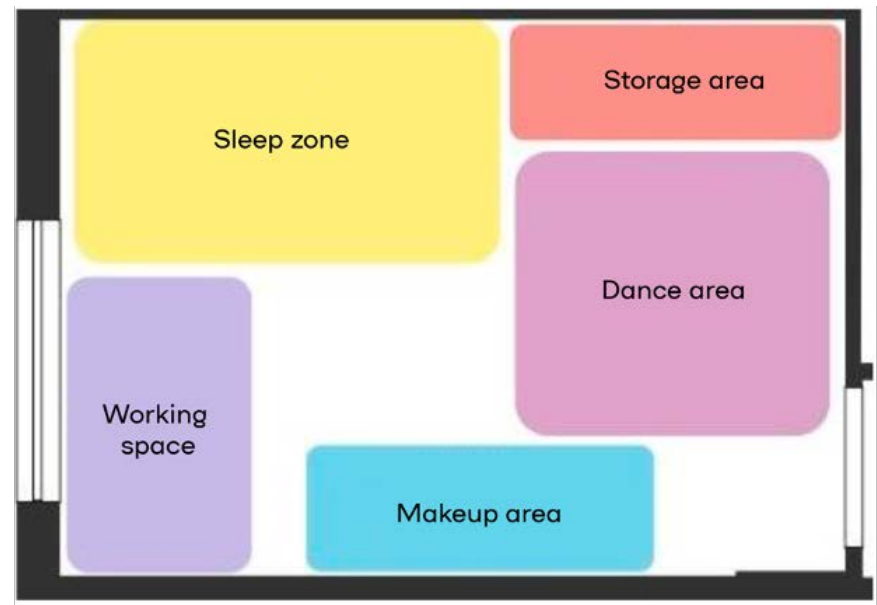 Storage area
Sleep zone
Dance area
Working
space
Makeup area